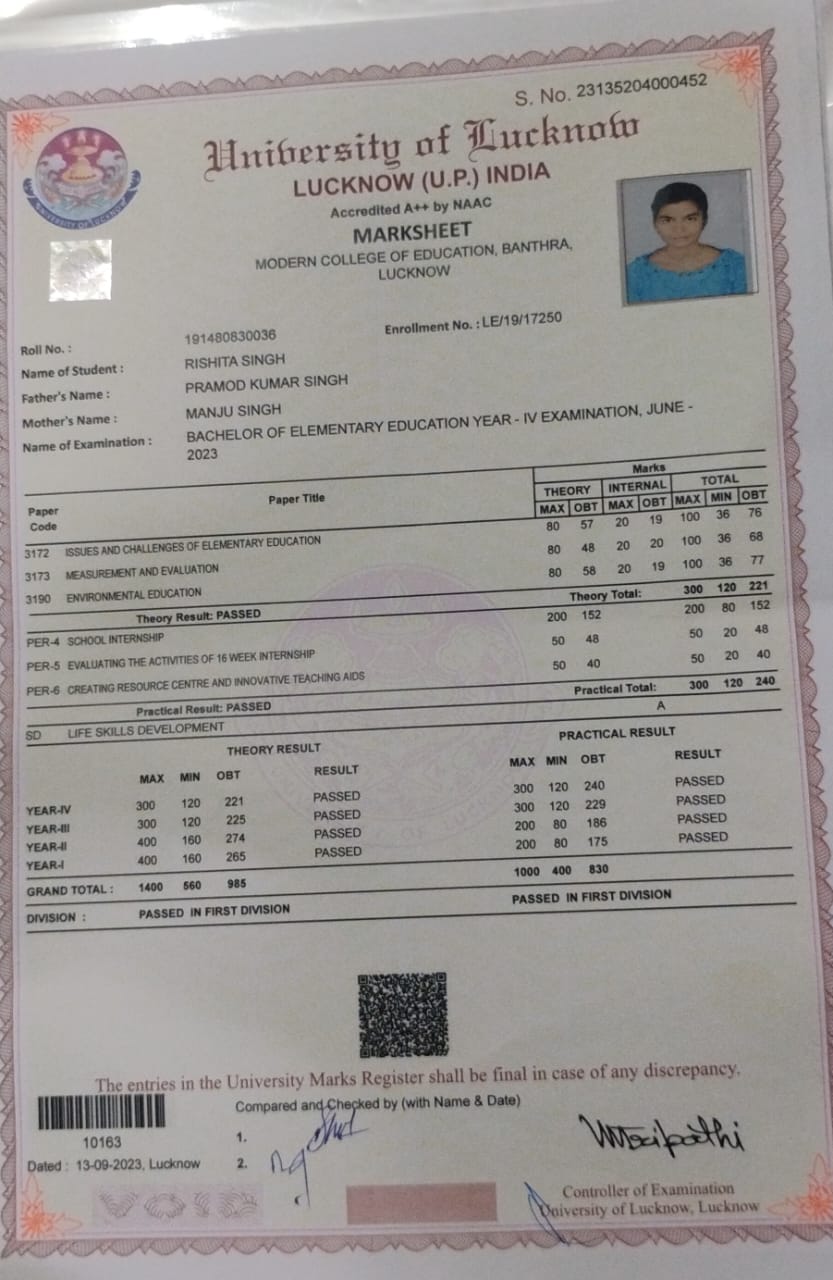 S. No. 23135204000452
University of Lucknow
LUCKNOW (U.P.) INDIA
Accredited A++ by NAAC
MARKSHEET
MODERN COLLEGE OF EDUCATION, BANTHRA,
LUCKNOW
UNIVERSITY OF LUCKNOW
Roll No. : 191480830036 Enrollment No. : LE/19/17250
Name of Student : RISHITA SINGH
Father's Name : PRAMOD KUMAR SINGH
Mother's Name : MANJU SINGH
Name of Examination : BACHELOR OF ELEMENTARY EDUCATION YEAR - IV EXAMINATION, JUNE -
2023
Marks
Paper Code Paper Title THEORY INTERNAL TOTAL
MAX OBT MAX OBT MAX MIN OBT
3172 ISSUES AND CHALLENGES OF ELEMENTARY EDUCATION 80 57 20 19 100 36 76
3173 MEASUREMENT AND EVALUATION 80 48 20 20 100 36 68
3190 ENVIRONMENTAL EDUCATION 80 58 20 19 100 36 77
Theory Result: PASSED Theory Total: 300 120 221
PER-4 SCHOOL INTERNSHIP 200 152 200 80 152
PER-5 EVALUATING THE ACTIVITIES OF 16 WEEK INTERNSHIP 50 48 50 20 48
PER-6 CREATING RESOURCE CENTRE AND INNOVATIVE TEACHING AIDS 50 40 50 20 40
Practical Result: PASSED Practical Total: 300 120 240
SD LIFE SKILLS DEVELOPMENT A
THEORY RESULT PRACTICAL RESULT
MAX MIN OBT RESULT MAX MIN OBT RESULT
YEAR-IV 300 120 221 PASSED 300 120 240 PASSED
YEAR-III 300 120 225 PASSED 300 120 229 PASSED
YEAR-II 400 160 274 PASSED 200 80 186 PASSED
YEAR-I 400 160 265 PASSED 200 80 175 PASSED
GRAND TOTAL : 1400 560 985 1000 400 830
DIVISION : PASSED IN FIRST DIVISION PASSED IN FIRST DIVISION
The entries in the University Marks Register shall be final in case of any discrepancy.
Compared and Checked by (with Name & Date)
10163
1.
Dated : 13-09-2023, Lucknow 2.
VOID
Controller of Examination
University of Lucknow, Lucknow